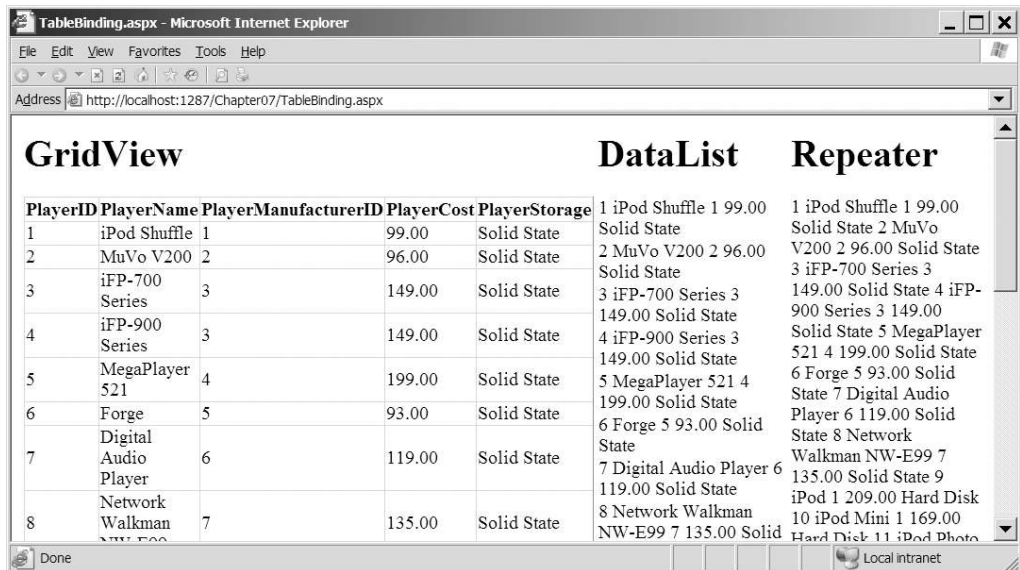 TableBinding.aspx - Microsoft Internet Explorer
File Edit View Favorites Tools Help
Address http://localhost:1287/Chapter07/TableBinding.aspx
GridView
PlayerID PlayerName PlayerManufacturerID PlayerCost PlayerStorage
1 iPod Shuffle 1 99.00 Solid State
2 MuVo V200 2 96.00 Solid State
3 iFP-700
Series 3 149.00 Solid State
4 iFP-900
Series 3 149.00 Solid State
5 MegaPlayer
521 4 199.00 Solid State
6 Forge 5 93.00 Solid State
7 Digital
Audio
Player 6 119.00 Solid State
8 Network
Walkman
NW-E99 7 135.00 Solid State
DataList
1 iPod Shuffle 1 99.00
Solid State
2 MuVo V200 2 96.00
Solid State
3 iFP-700 Series 3
149.00 Solid State
4 iFP-900 Series 3
149.00 Solid State
5 MegaPlayer 521 4
199.00 Solid State
6 Forge 5 93.00 Solid
State
7 Digital Audio Player 6
119.00 Solid State
8 Network Walkman
NW-E99 7 135.00 Solid
Repeater
1 iPod Shuffle 1 99.00
Solid State 2 MuVo
V200 2 96.00 Solid State
3 iFP-700 Series 3
149.00 Solid State 4 iFP-
900 Series 3 149.00
Solid State 5 MegaPlayer
521 4 199.00 Solid State
6 Forge 5 93.00 Solid
State 7 Digital Audio
Player 6 119.00 Solid
State 8 Network
Walkman NW-E99 7
135.00 Solid State 9
iPod 1 209.00 Hard Disk
10 iPod Mini 1 169.00
Hard Disk 11 iPod Photo
Done
Local intranet